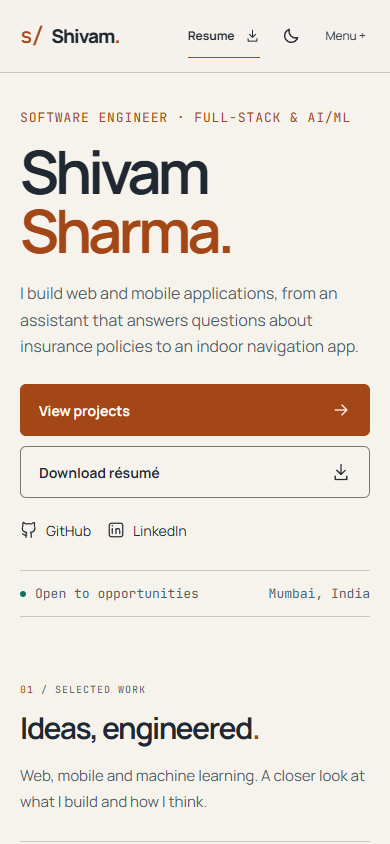 s/ Shivam.
Resume
Menu +
SOFTWARE ENGINEER · FULL-STACK & AI/ML
Shivam
Sharma.
I build web and mobile applications, from an
assistant that answers questions about
insurance policies to an indoor navigation app.
View projects
Download résumé
GitHub LinkedIn
Open to opportunities
Mumbai, India
01 / SELECTED WORK
Ideas, engineered.
Web, mobile and machine learning. A closer look at
what I build and how I think.